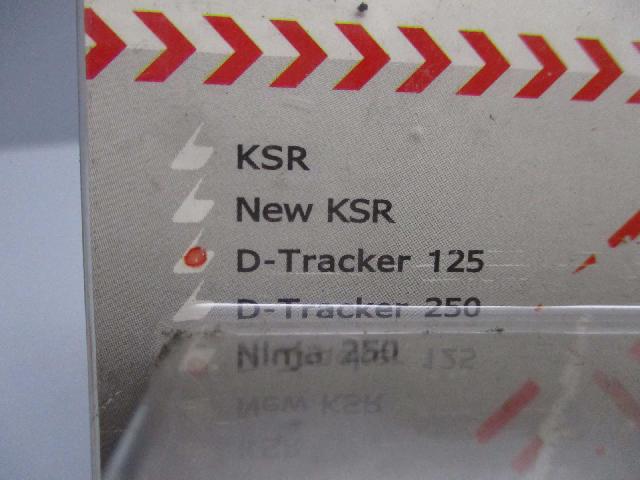 KSR
New KSR
D-Tracker 125
D-Tracker 250
Ninja 250